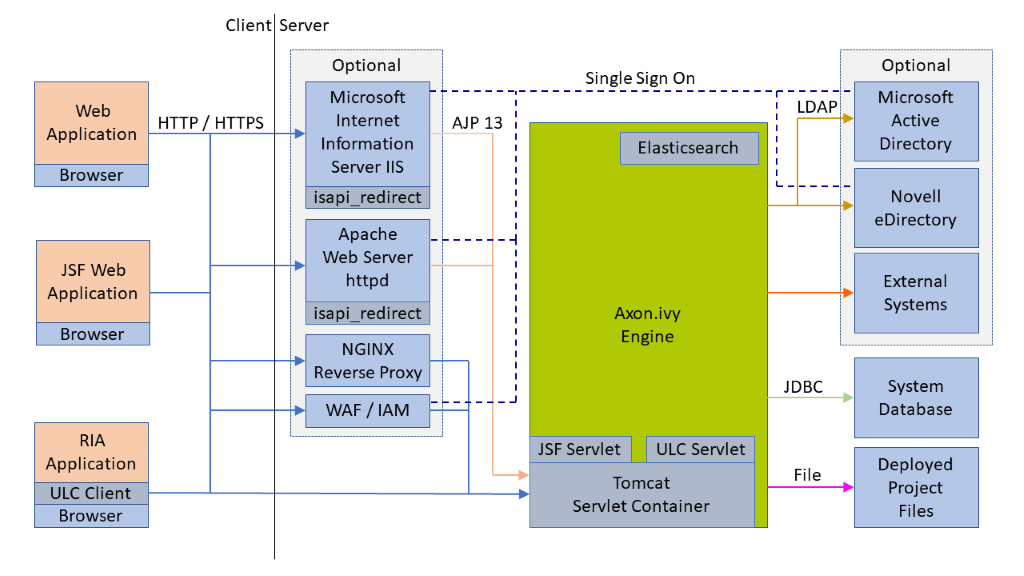 Client
Server
Optional
Optional
Single Sign On
Web
Application
Browser
HTTP / HTTPS
Microsoft
Internet
Information
Server IIS
isapi_redirect
AJP 13
LDAP
Microsoft
Active
Directory
Elasticsearch
Novell
eDirectory
JSF Web
Application
Browser
Apache
Web Server
httpd
isapi_redirect
External
Systems
Axon.ivy
Engine
NGINX
Reverse Proxy
WAF / IAM
JDBC
System
Database
RIA
Application
ULC Client
Browser
JSF Servlet
ULC Servlet
Tomcat
Servlet Container
File
Deployed
Project
Files